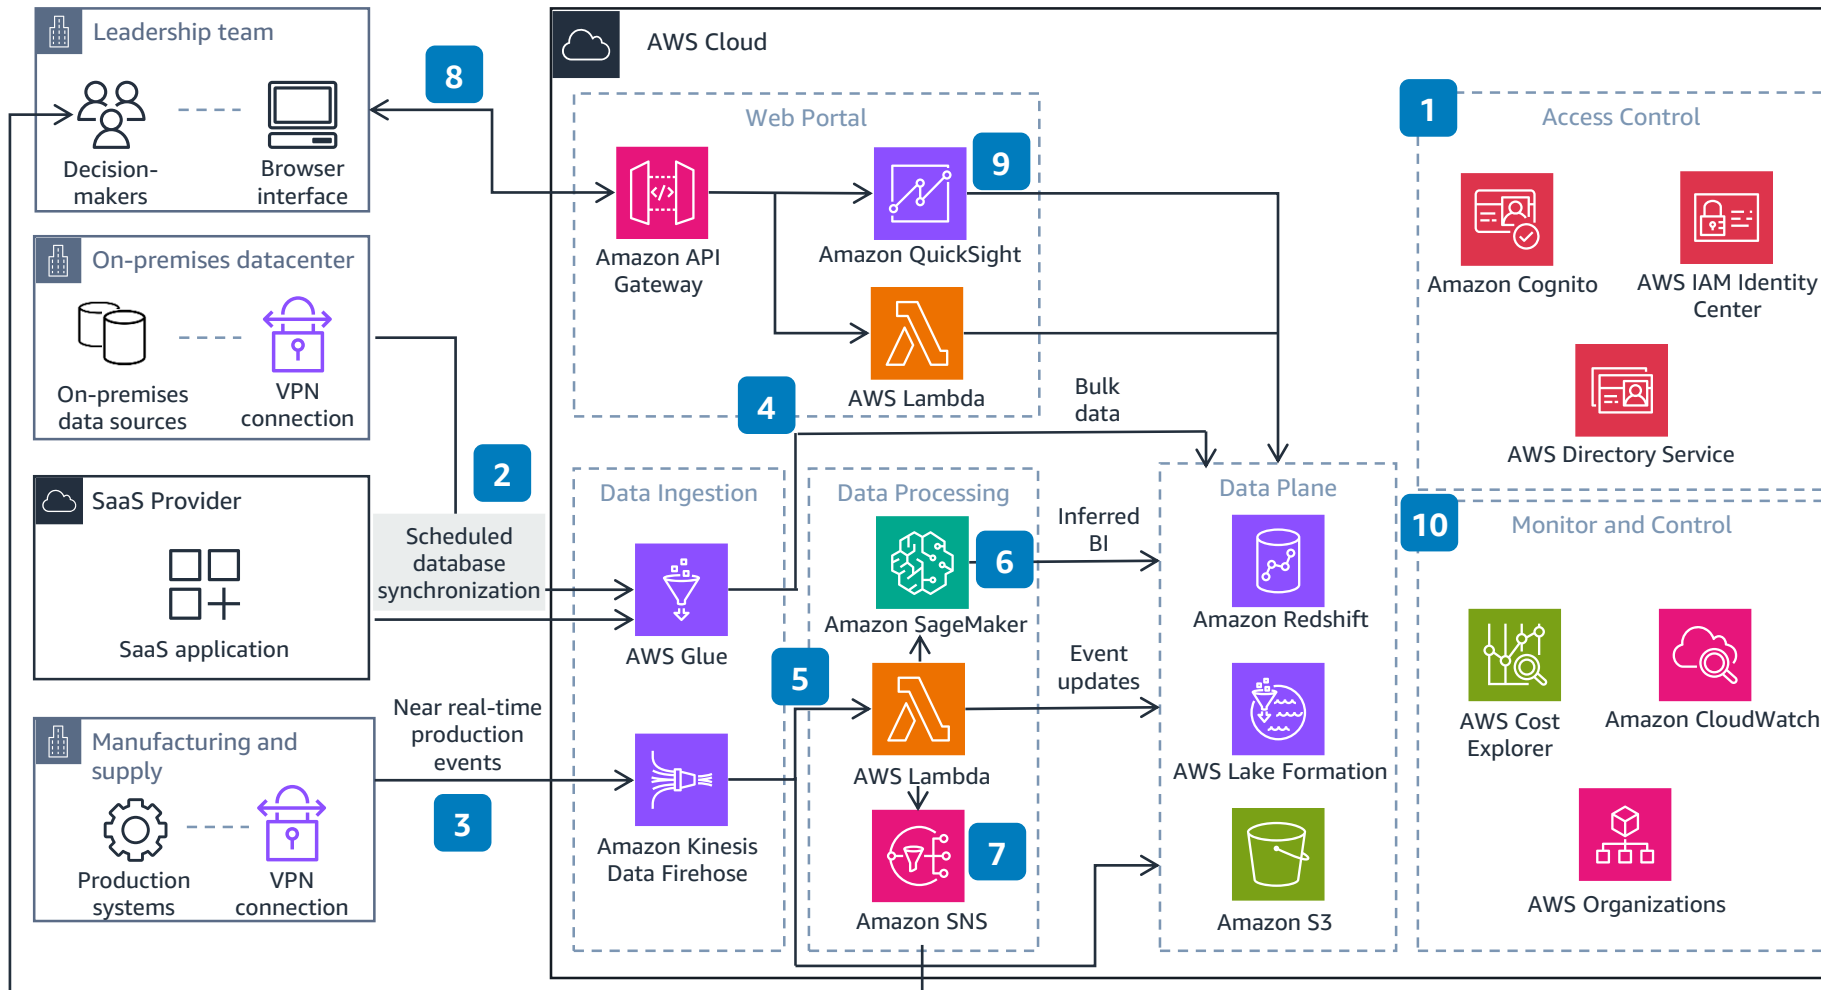 Leadership team
Decision-
makers
Browser
interface
8
On-premises datacenter
On-premises
data sources
VPN
connection
2
SaaS Provider
SaaS application
Scheduled
database
synchronization
Manufacturing and
supply
Production
systems
VPN
connection
Near real-time
production
events
3
AWS Cloud
Web Portal
Amazon API
Gateway
9
Amazon QuickSight
AWS Lambda
4
Bulk
data
Data Ingestion
AWS Glue
Amazon Kinesis
Data Firehose
Data Processing
6
Amazon SageMaker
5
AWS Lambda
7
Amazon SNS
Inferred
BI
Event
updates
Data Plane
Amazon Redshift
AWS Lake Formation
Amazon S3
1
Access Control
Amazon Cognito
AWS IAM Identity
Center
AWS Directory Service
10
Monitor and Control
AWS Cost
Explorer
Amazon CloudWatch
AWS Organizations